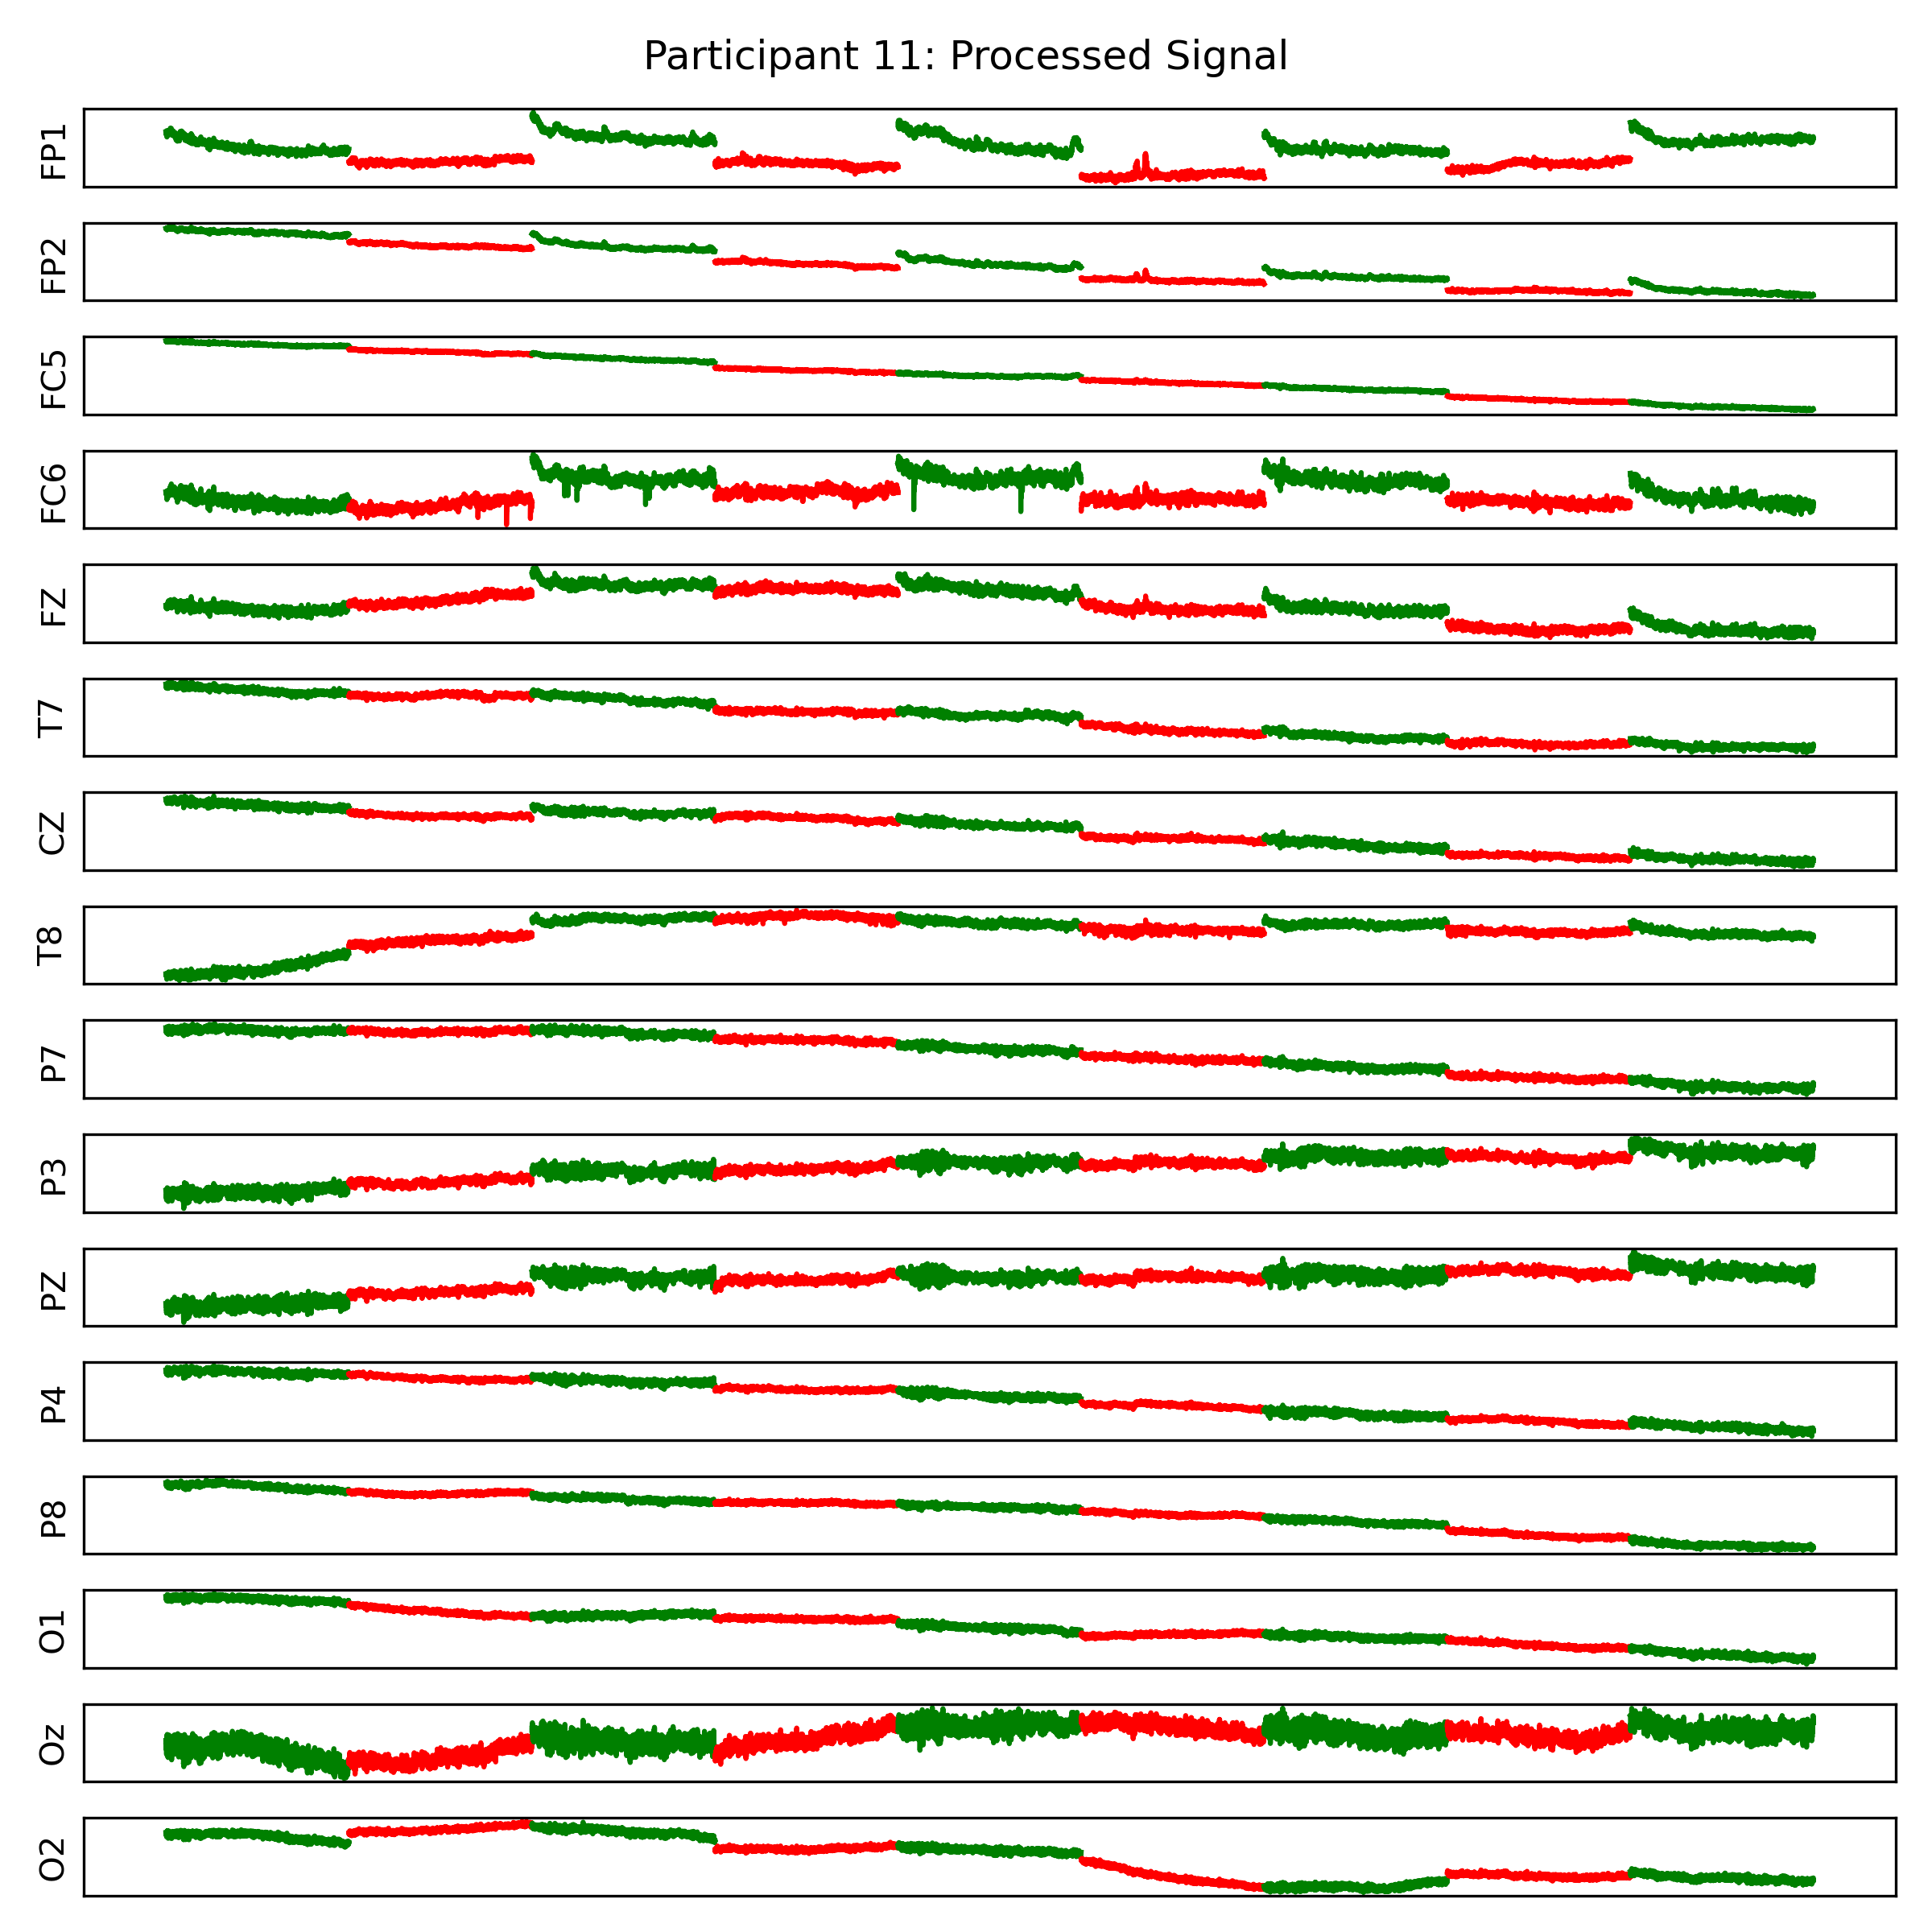 Participant 11: Processed Signal
FP1
FP2
FC5
FC6
FZ
T7
CZ
T8
P7
P3
PZ
P4
P8
O1
Oz
O2